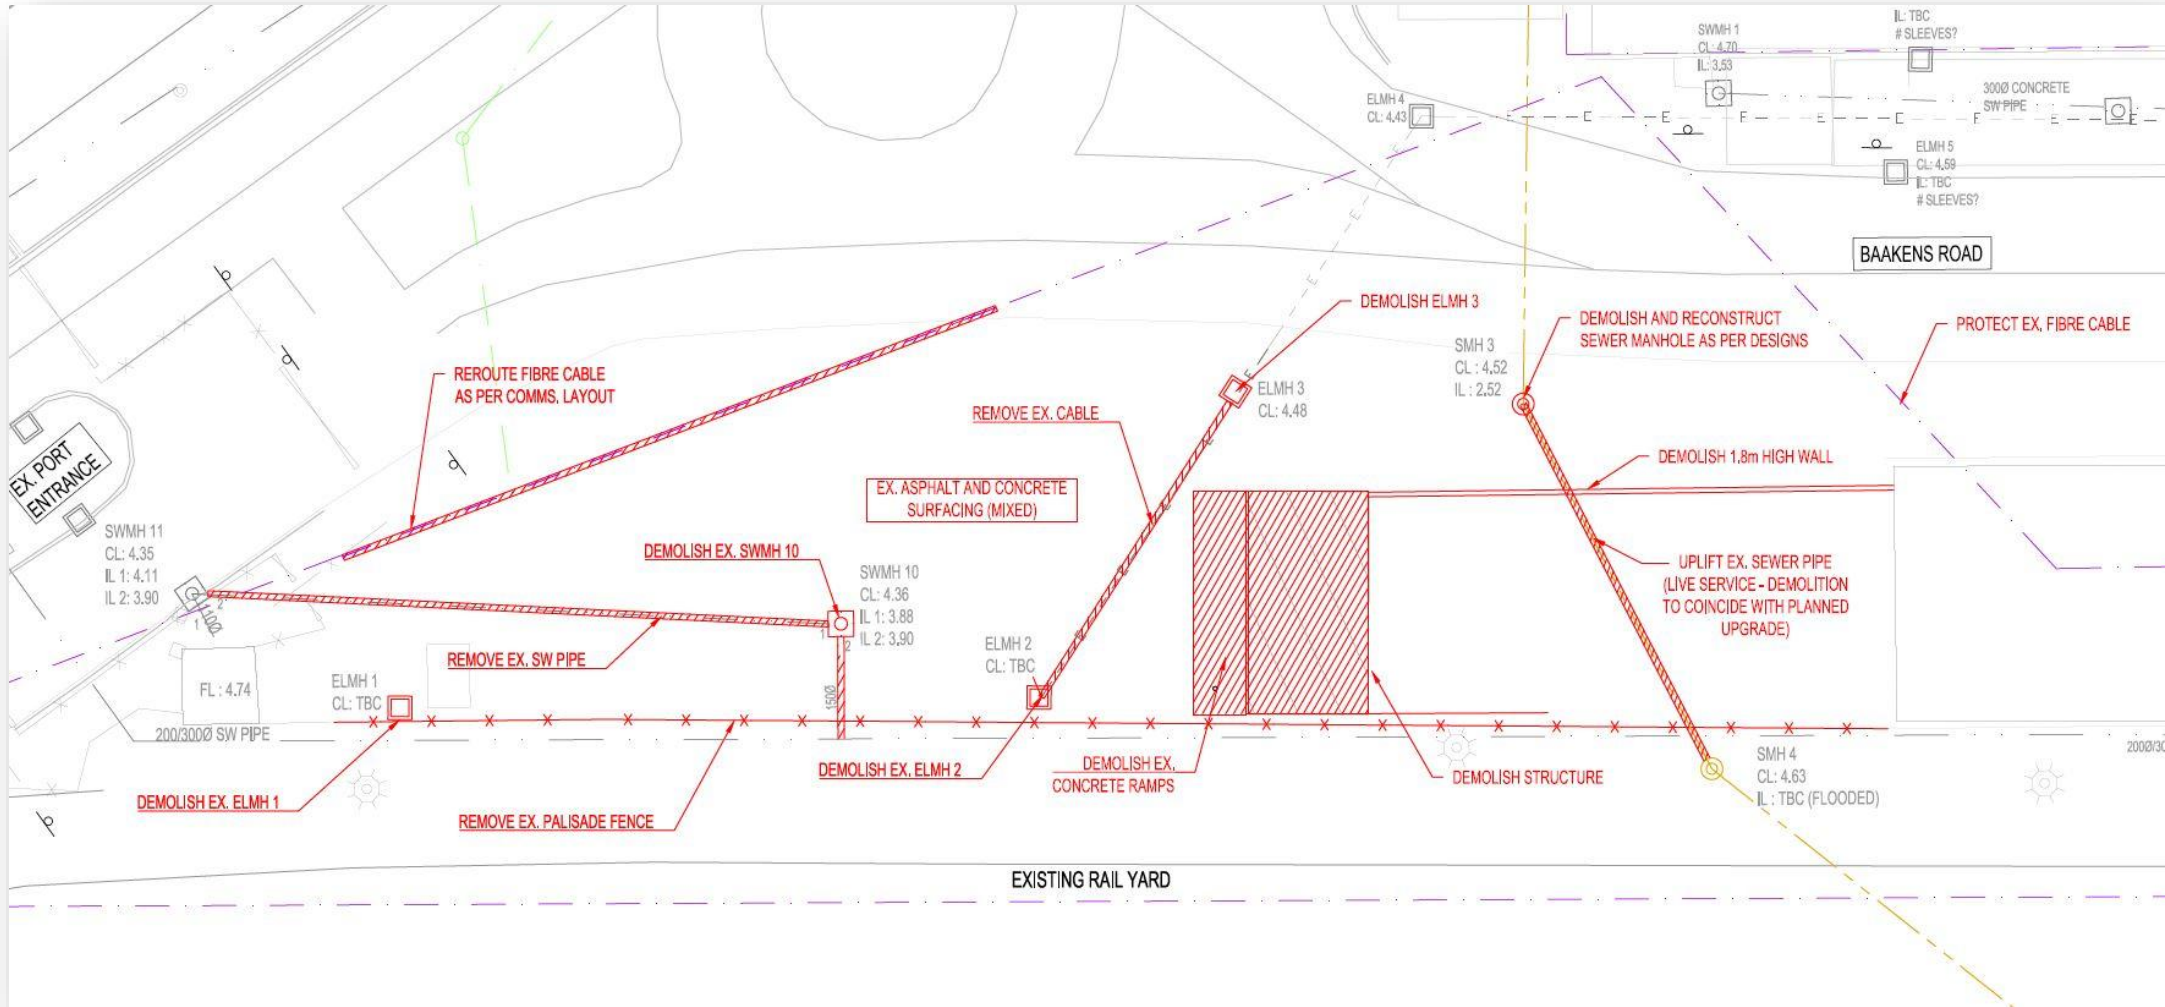 IL: TBC
# SLEEVES?
SWMH 1
CL: 4.70
IL: 3.53
300Ø CONCRETE
SW PIPE
ELMH 4
CL: 4.43
ELMH 5
CL: 4.59
IL: TBC
# SLEEVES?
BAAKENS ROAD
DEMOLISH ELMH 3
DEMOLISH AND RECONSTRUCT
SEWER MANHOLE AS PER DESIGNS
PROTECT EX. FIBRE CABLE
SMH 3
CL : 4.52
IL : 2.52
REROUTE FIBRE CABLE
AS PER COMMS. LAYOUT
ELMH 3
CL: 4.48
REMOVE EX. CABLE
DEMOLISH 1.8m HIGH WALL
EX. PORT
ENTRANCE
EX. ASPHALT AND CONCRETE
SURFACING (MIXED)
SWMH 11
CL: 4.35
IL 1: 4.11
IL 2: 3.90
DEMOLISH EX. SWMH 10
SWMH 10
CL: 4.36
IL 1: 3.88
IL 2: 3.90
UPLIFT EX. SEWER PIPE
(LIVE SERVICE - DEMOLITION
TO COINCIDE WITH PLANNED
UPGRADE)
2
1
110Ø
1
2
150Ø
REMOVE EX. SW PIPE
ELMH 2
CL: TBC
FL : 4.74
ELMH 1
CL: TBC
200/300Ø SW PIPE
200Ø/30
DEMOLISH EX. ELMH 1
REMOVE EX. PALISADE FENCE
DEMOLISH EX. ELMH 2
DEMOLISH EX.
CONCRETE RAMPS
DEMOLISH STRUCTURE
SMH 4
CL: 4.63
IL : TBC (FLOODED)
EXISTING RAIL YARD